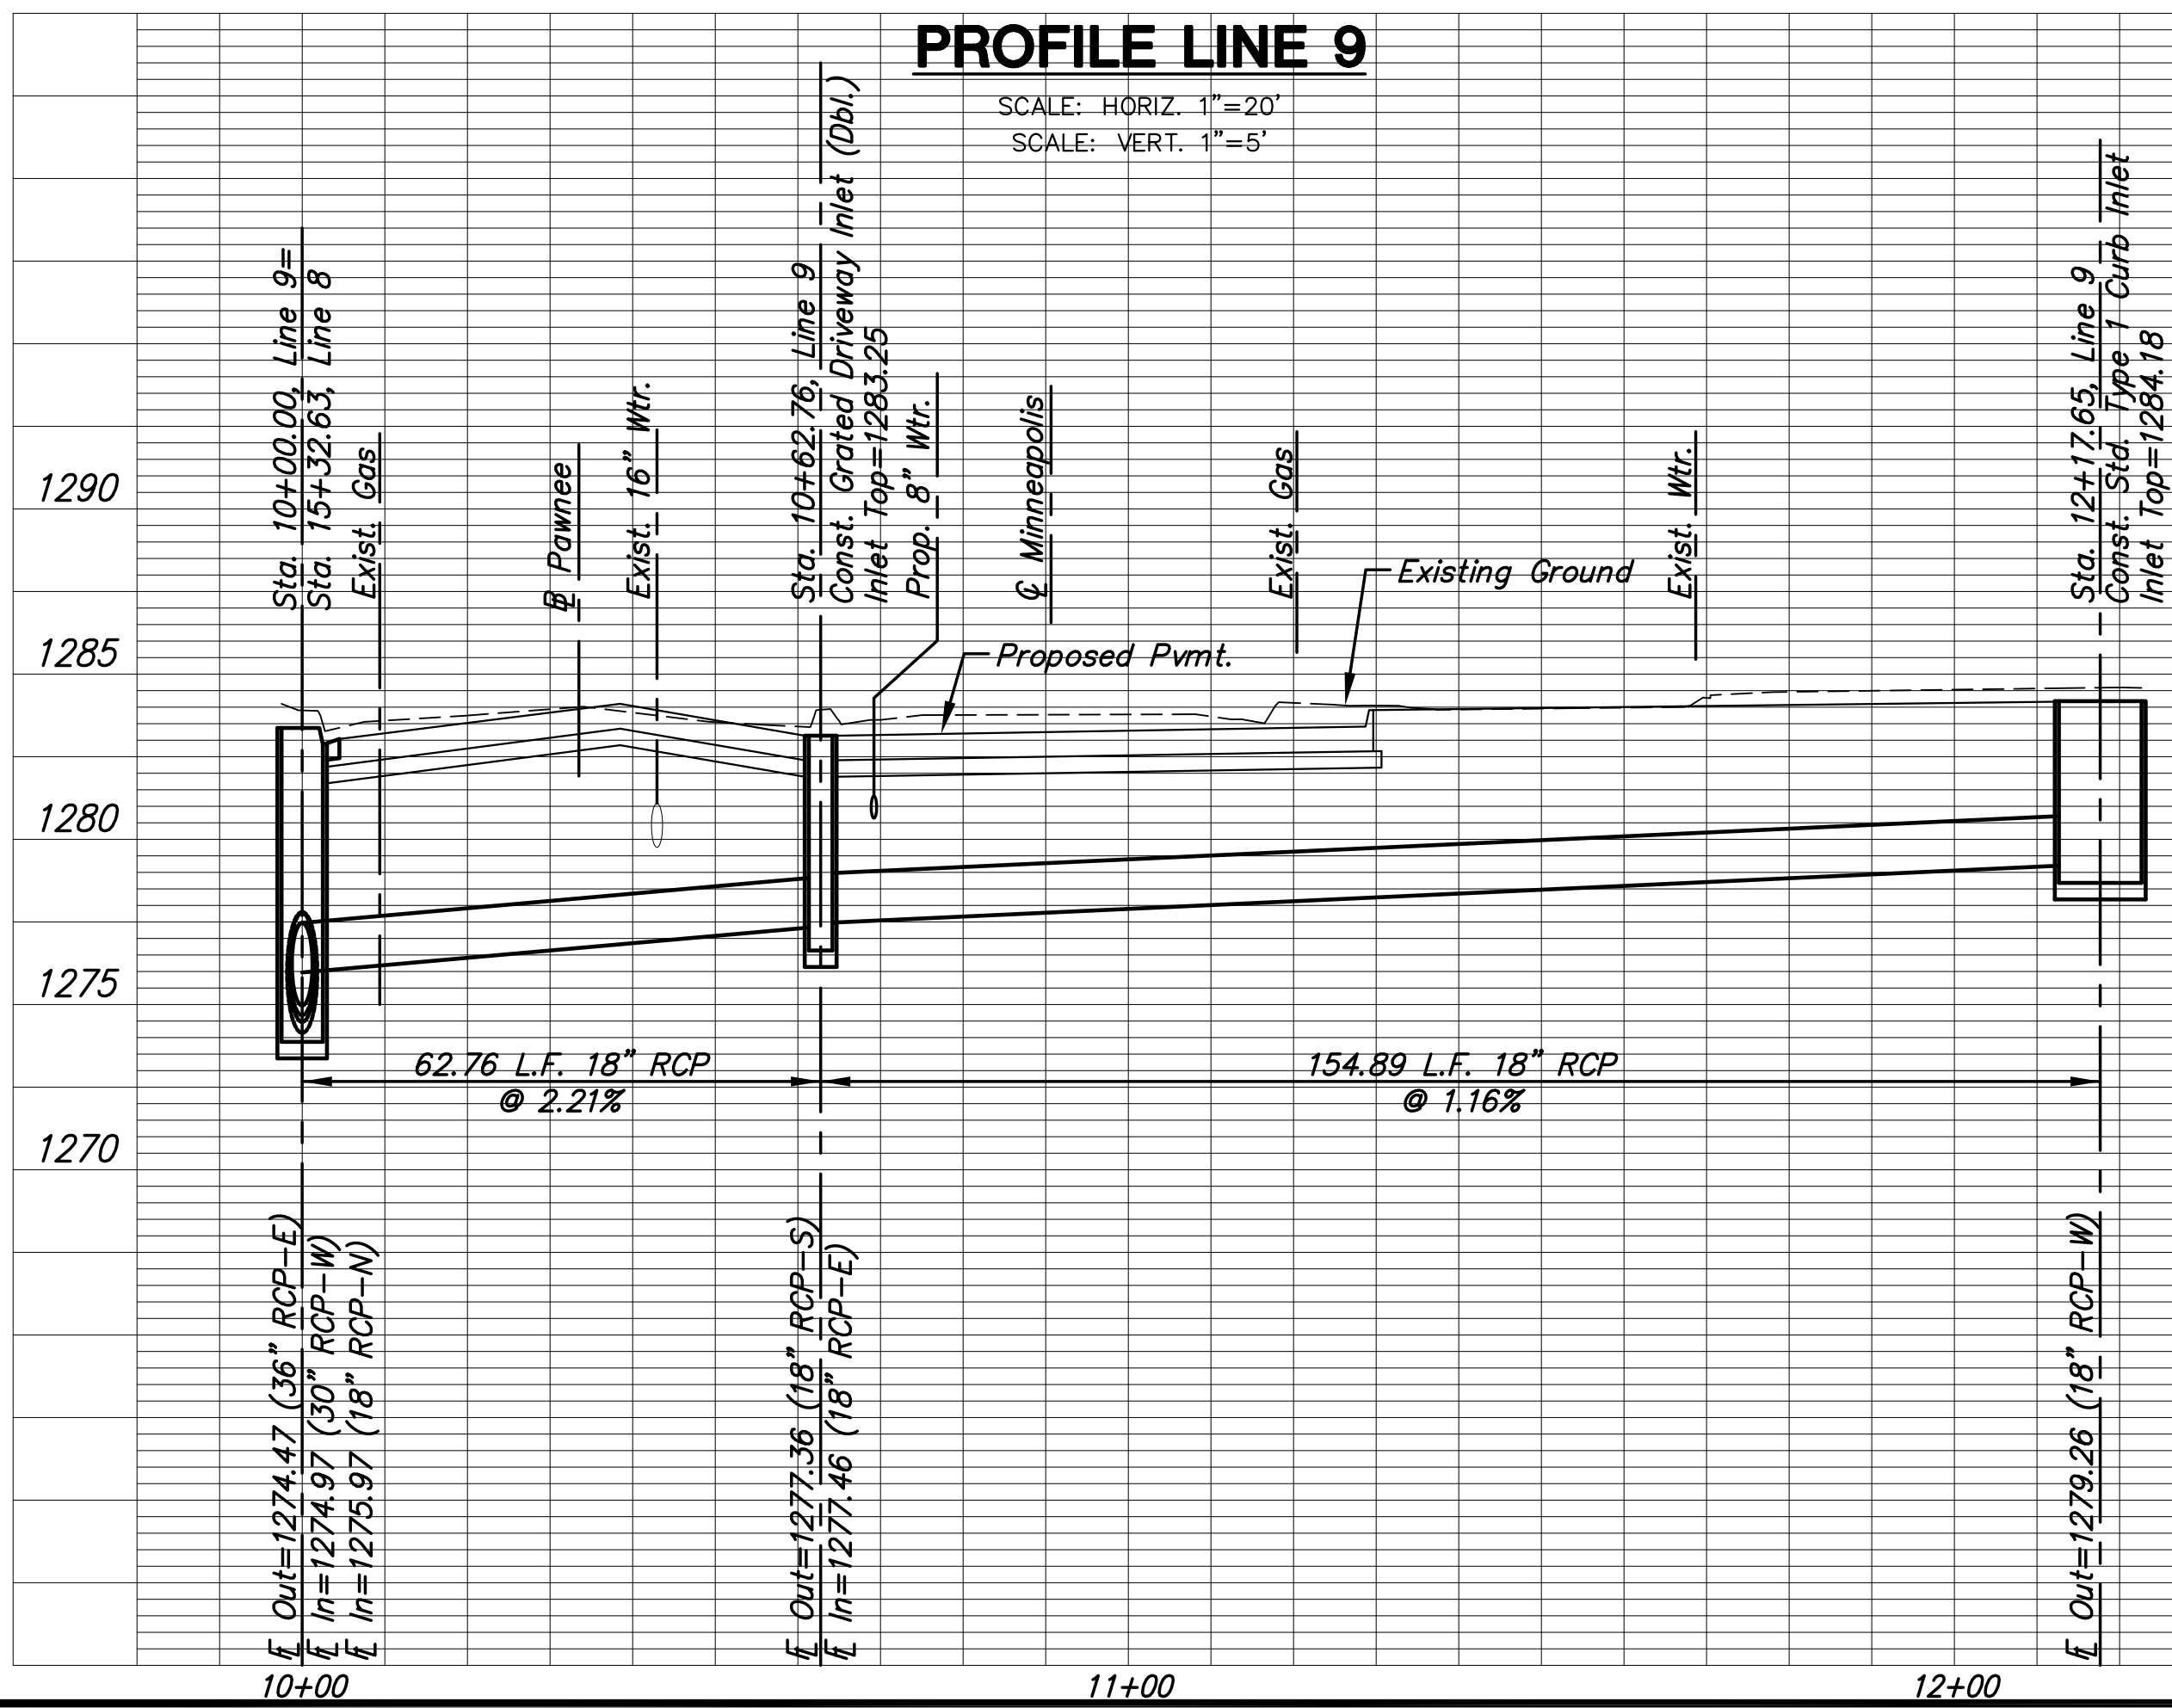 PROFILE LINE 9
SCALE: HORIZ. 1"=20'
SCALE: VERT. 1"=5'
Sta. 10+00.00, Line 9=
Sta. 15+32.63, Line 8
Exist. Gas
℄ Pawnee
Exist. 16" Wtr.
Sta. 10+62.76, Line 9
Const. Grated Driveway Inlet (Dbl.)
Inlet Top=1283.25
Prop. 8" Wtr.
℄ Minneapolis
Exist. Gas
Exist. Wtr.
Sta. 12+17.65, Line 9
Const. Std. Type 1 Curb Inlet
Inlet Top=1284.18
Existing Ground
Proposed Pvmt.
1290
1285
1280
1275
1270
62.76 L.F. 18" RCP
@ 2.21%
154.89 L.F. 18" RCP
@ 1.16%
FL Out=1274.47 (36" RCP-E)
FL In=1274.97 (30" RCP-W)
FL In=1275.97 (18" RCP-N)
FL Out=1277.36 (18" RCP-S)
FL In=1277.46 (18" RCP-E)
FL Out=1279.26 (18" RCP-W)
10+00
11+00
12+00